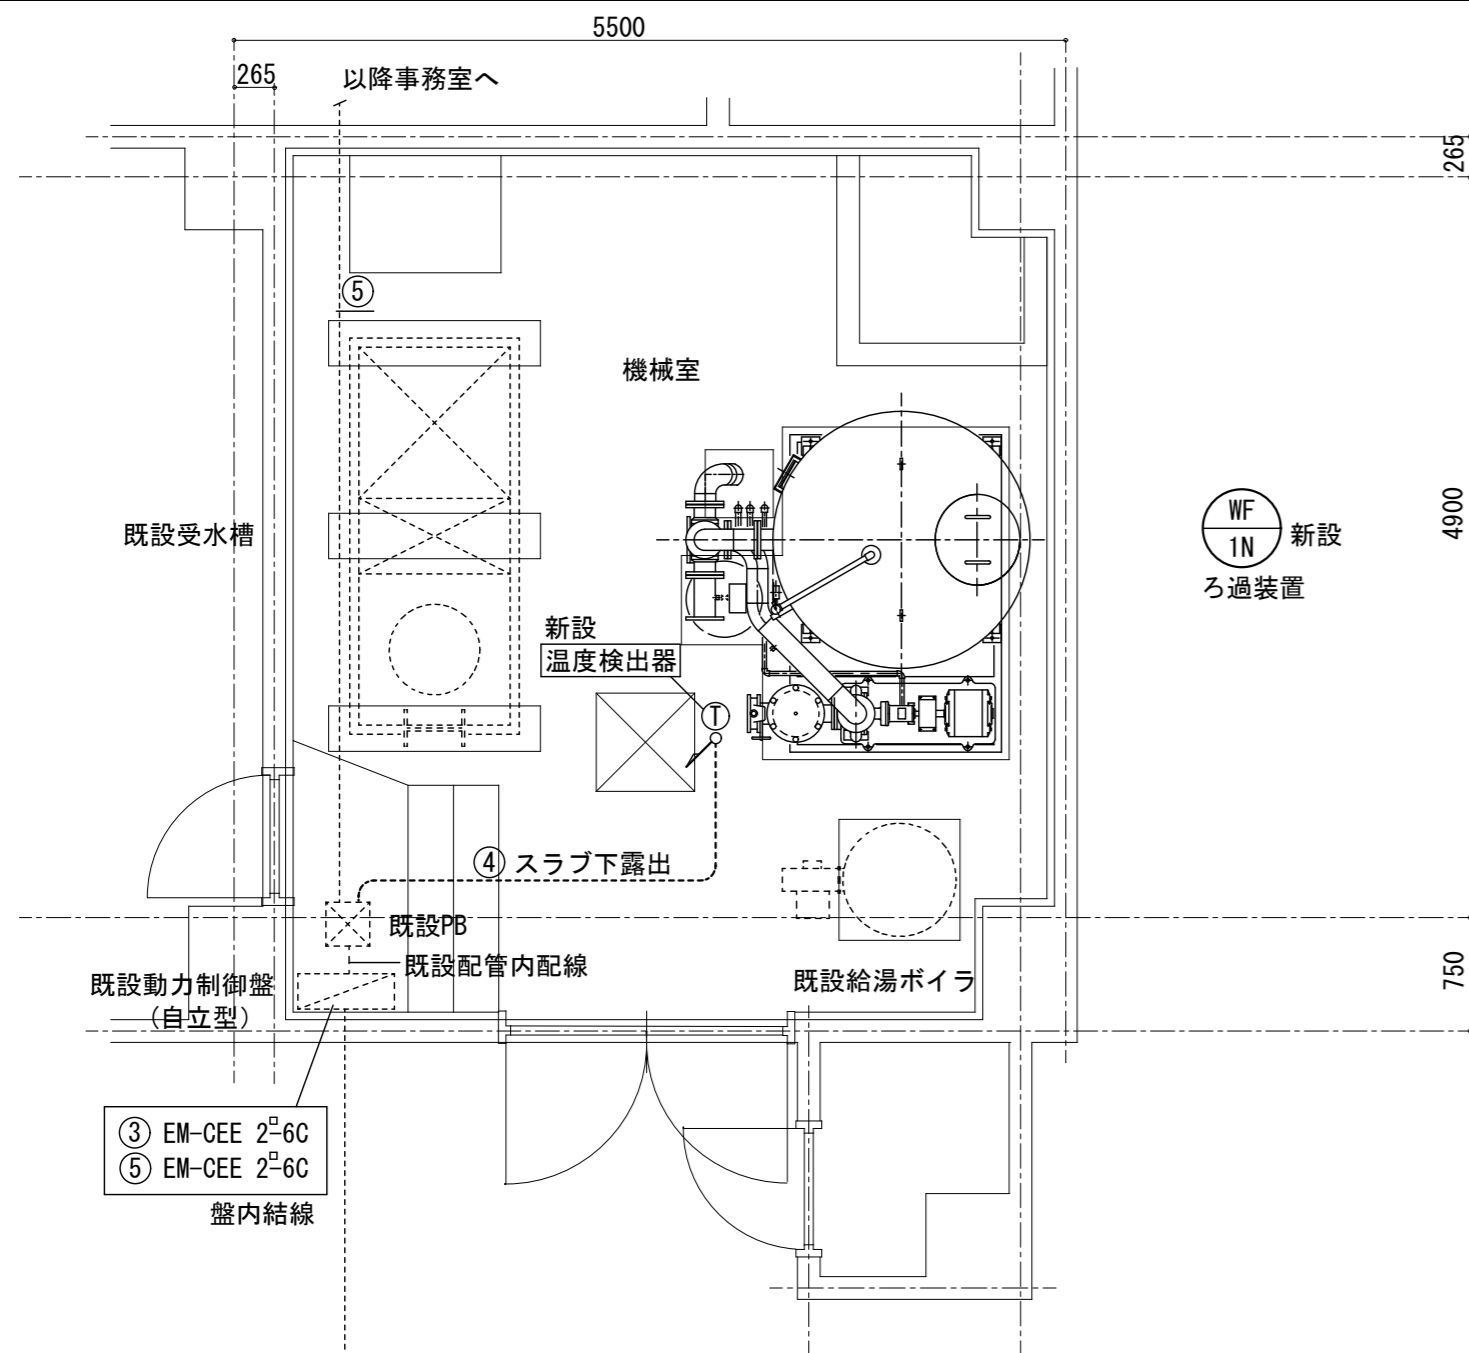 5500
265
以降事務室へ
265
⑤
機械室
既設受水槽
4900
WF
1N
新設
ろ過装置
新設
温度検出器
T
④ スラブ下露出
既設PB
既設配管内配線
既設動力制御盤
(自立型)
既設給湯ボイラ
750
③ EM-CEE 2□-6C
⑤ EM-CEE 2□-6C
盤内結線